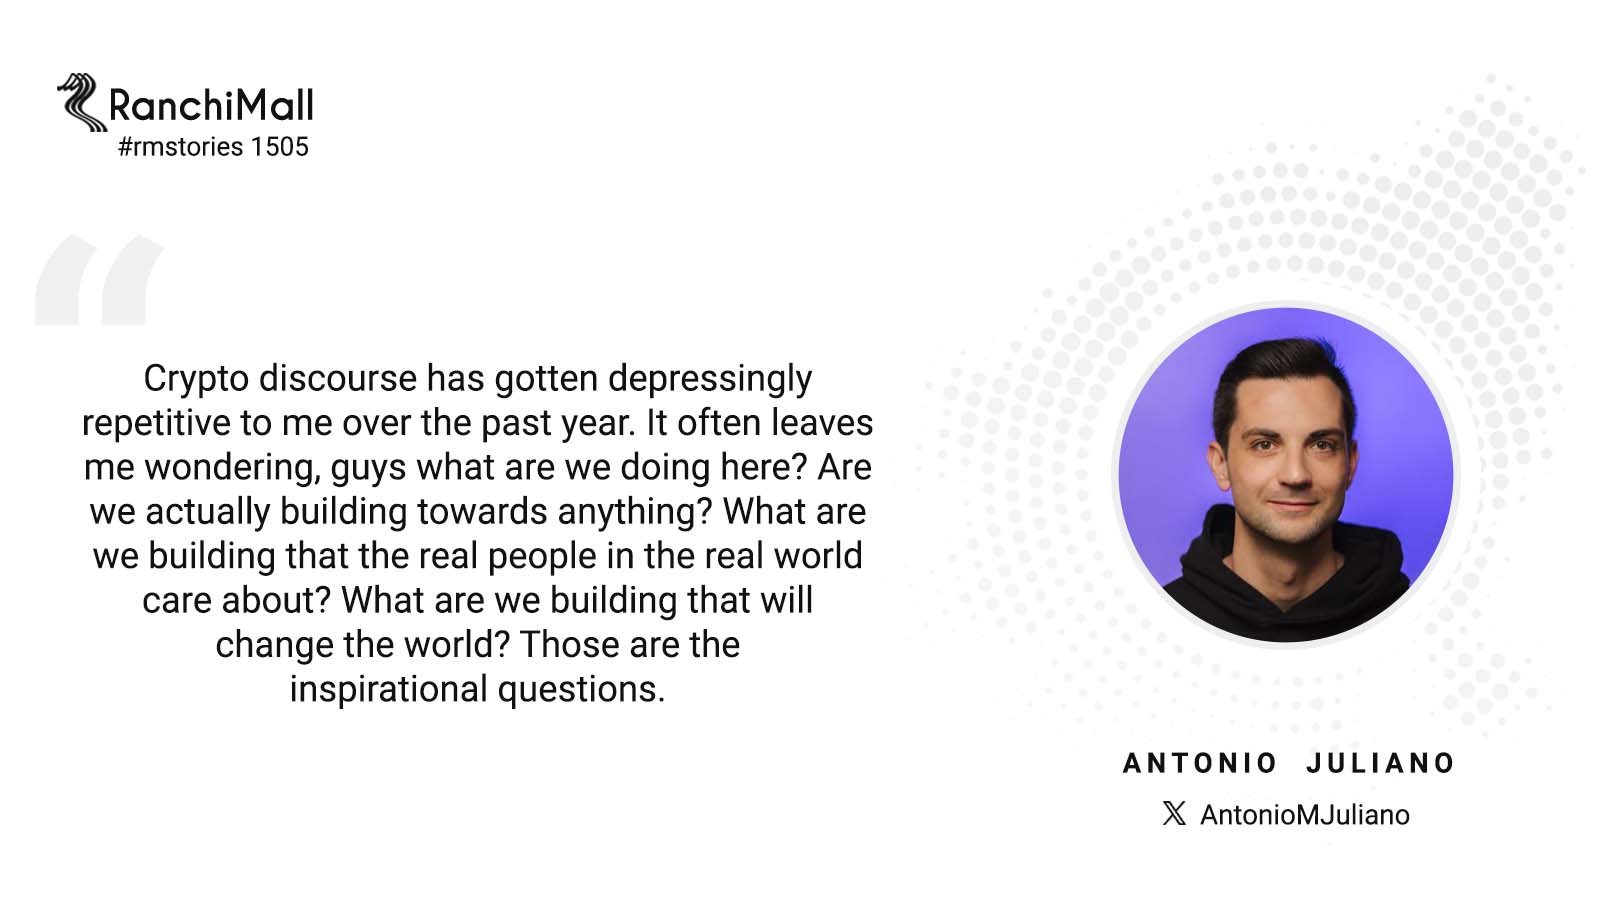 RanchiMall
#rmstories 1505
“
Crypto discourse has gotten depressingly
repetitive to me over the past year. It often leaves
me wondering, guys what are we doing here? Are
we actually building towards anything? What are
we building that the real people in the real world
care about? What are we building that will
change the world? Those are the
inspirational questions.
ANTONIO JULIANO
𝕏 AntonioMJuliano